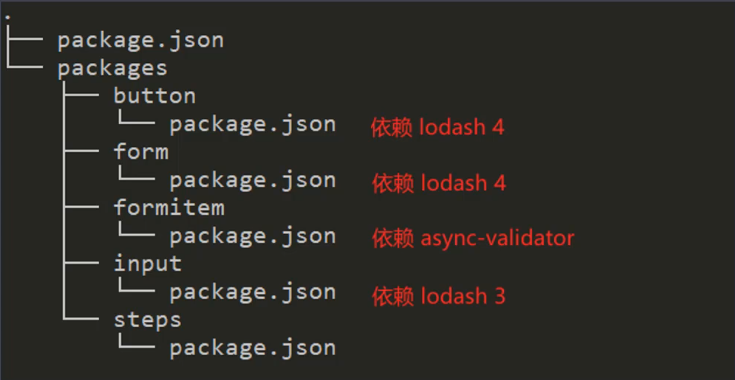 .
├── package.json
└── packages
    ├── button
    │   └── package.json 依赖 lodash 4
    ├── form
    │   └── package.json 依赖 lodash 4
    ├── formitem
    │   └── package.json 依赖 async-validator
    ├── input
    │   └── package.json 依赖 lodash 3
    └── steps
        └── package.json